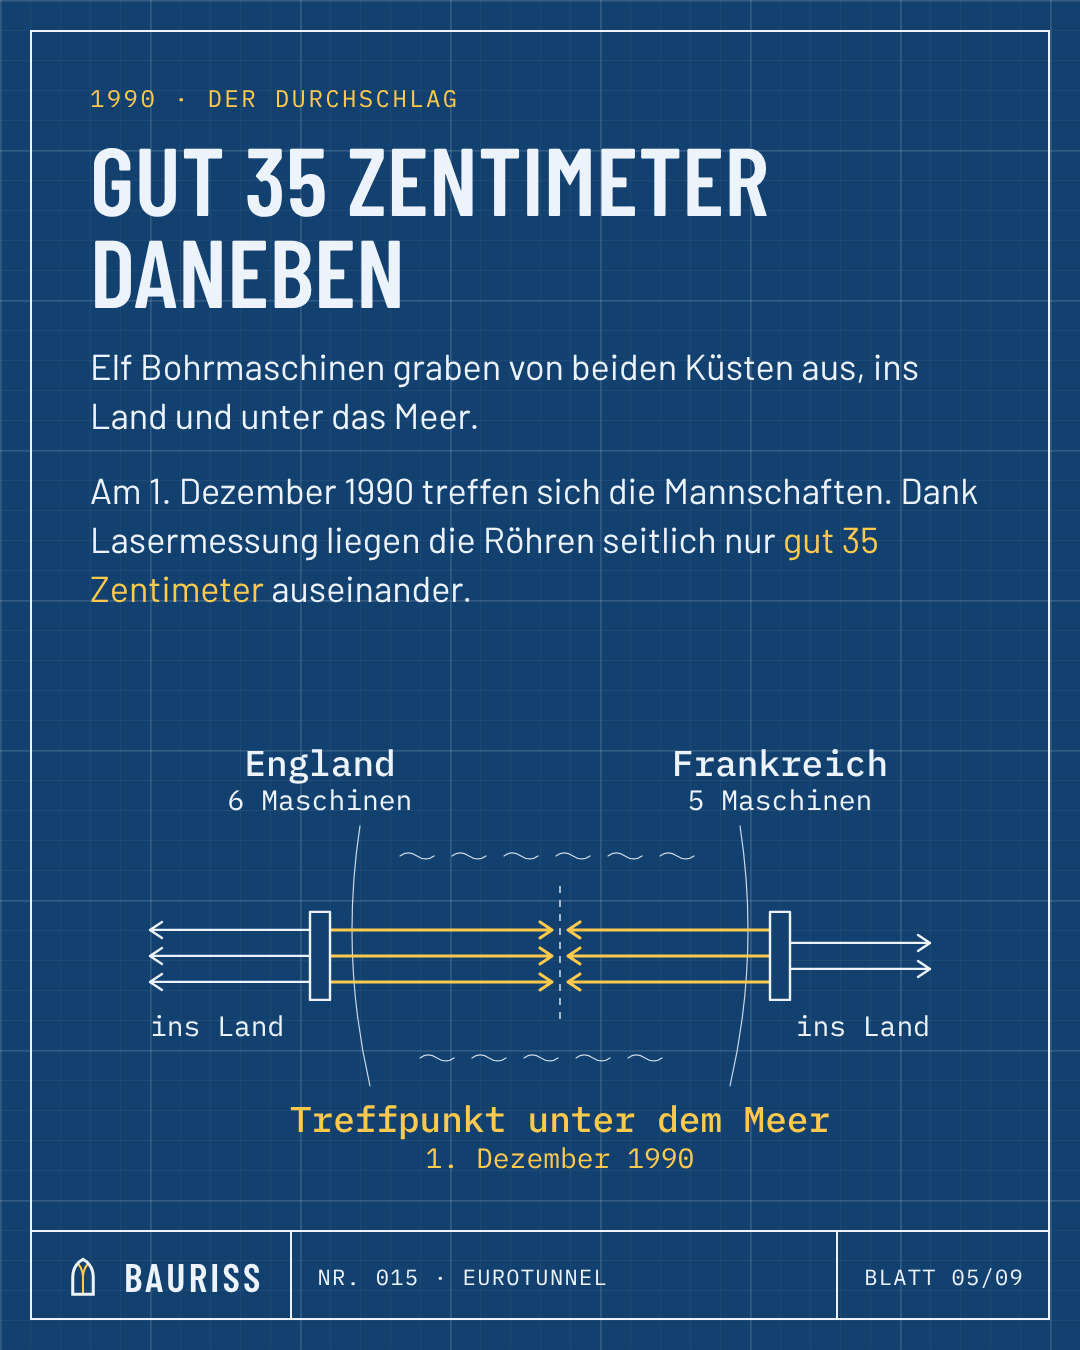 1990 · DER DURCHSCHLAG
GUT 35 ZENTIMETER
DANEBEN
Elf Bohrmaschinen graben von beiden Küsten aus, ins
Land und unter das Meer.
Am 1. Dezember 1990 treffen sich die Mannschaften. Dank
Lasermessung liegen die Röhren seitlich nur gut 35
Zentimeter auseinander.
England
6 Maschinen
Frankreich
5 Maschinen
ins Land
ins Land
Treffpunkt unter dem Meer
1. Dezember 1990
BAURISS
NR. 015 · EUROTUNNEL
BLATT 05/09